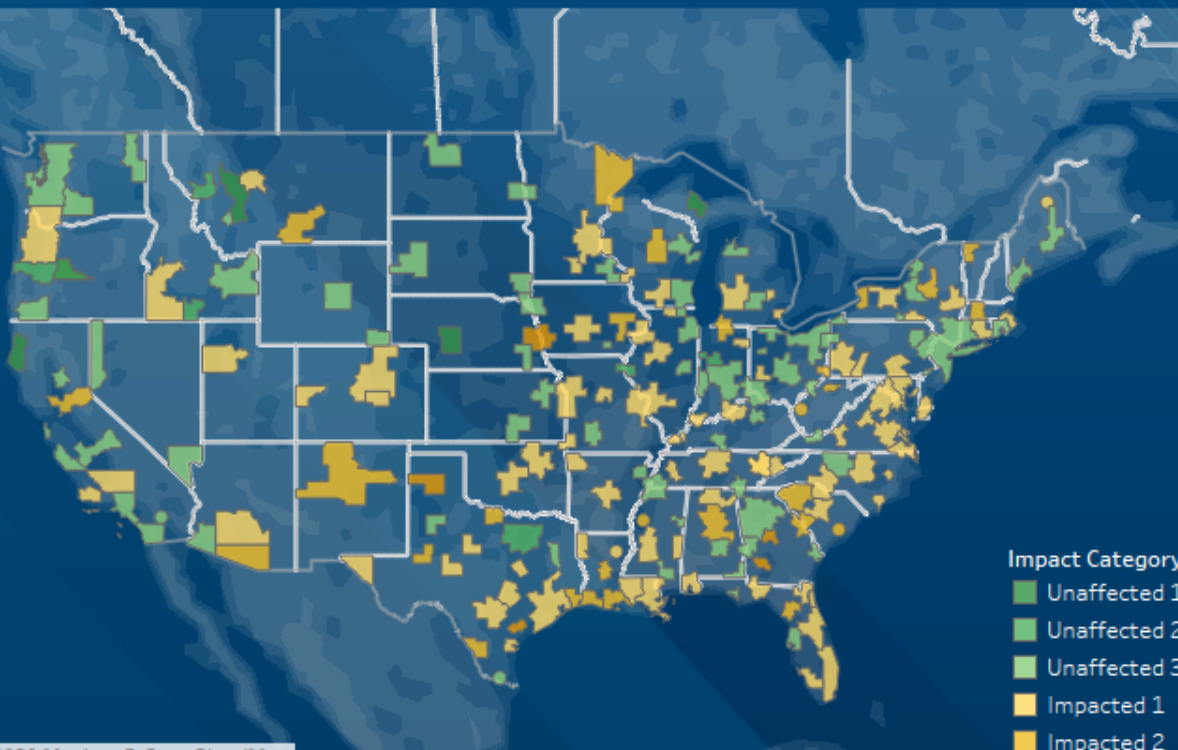 Impact Category
Unaffected 1
Unaffected 2
Unaffected 3
Impacted 1
Impacted 2